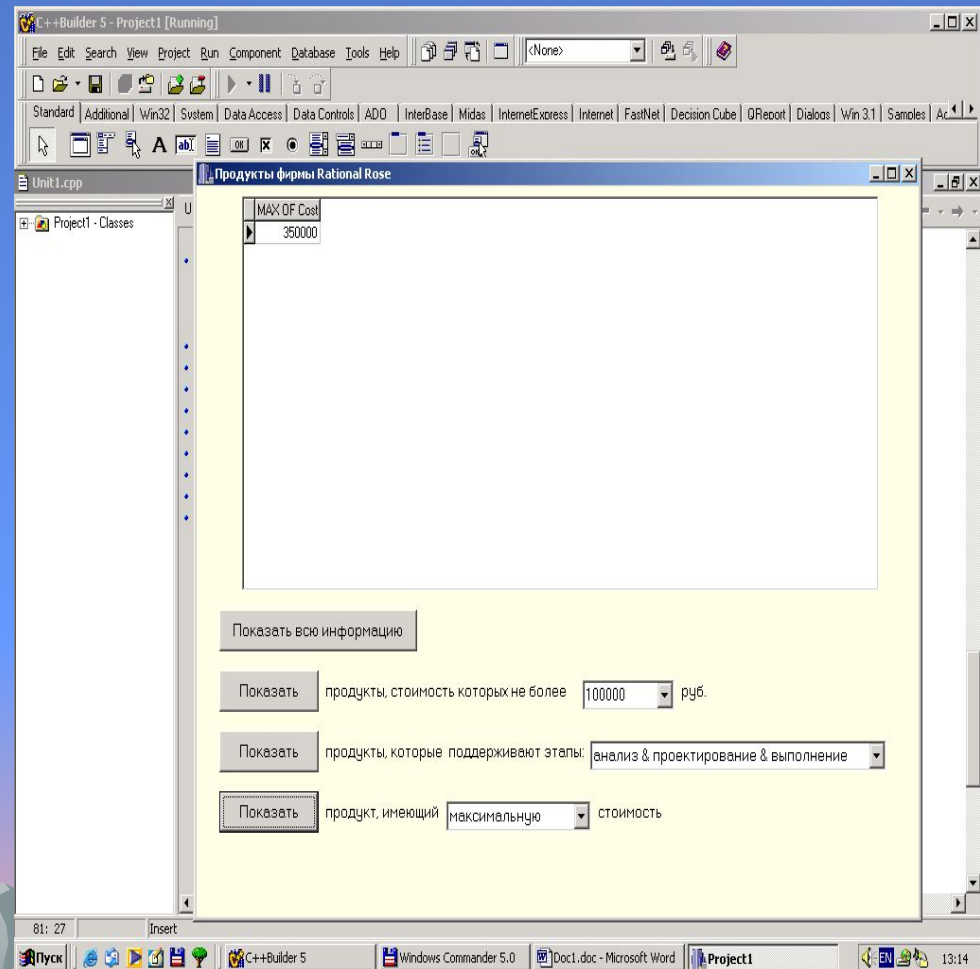 C++Builder 5 - Project1 [Running]
File Edit Search View Project Run Component Database Tools Help <None>
Standard Additional Win32 System Data Access Data Controls ADO InterBase Midas InternetExpress Internet FastNet Decision Cube QReport Dialogs Win 3.1 Samples
Unit1.cpp
Project1 - Classes
Продукты фирмы Rational Rose
MAX OF Cost
350000
Показать всю информацию
Показать продукты, стоимость которых не более 100000 руб.
Показать продукты, которые поддерживают этапы: анализ & проектирование & выполнение
Показать продукт, имеющий максимальную стоимость
81: 27 Insert
Пуск C++Builder 5 Windows Commander 5.0 Doc1.doc - Microsoft Word Project1 EN 13:14